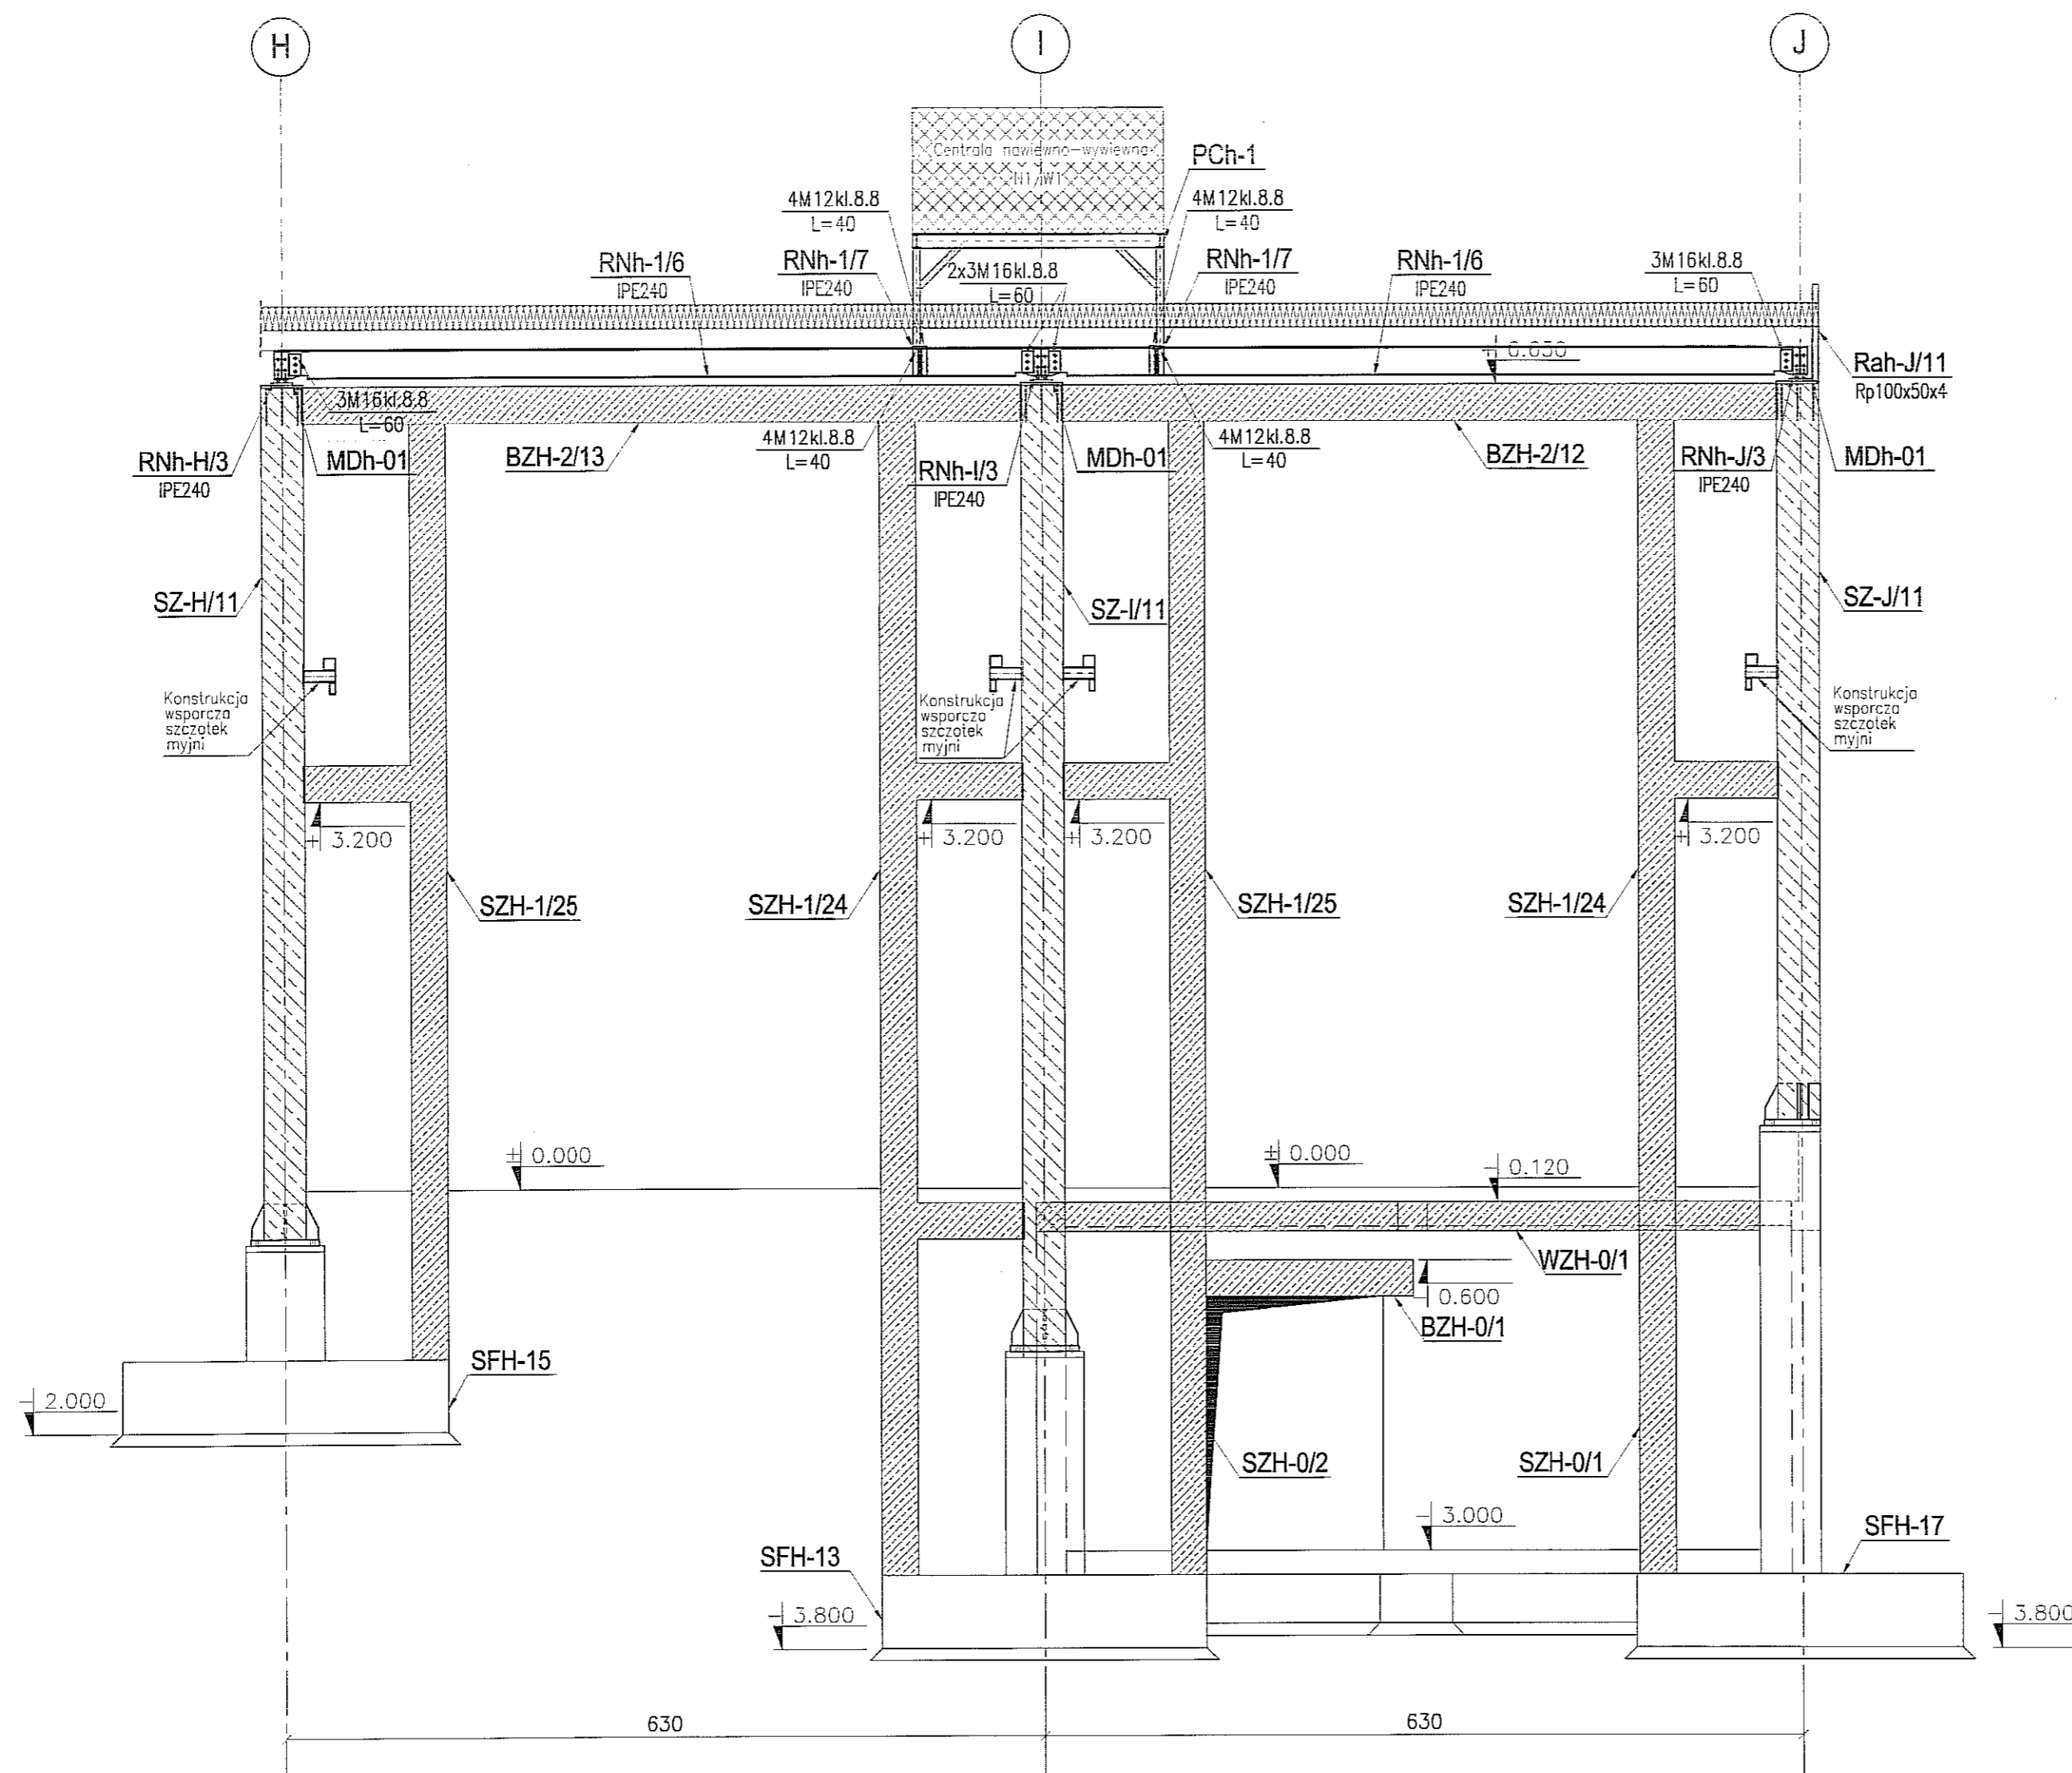 H
I
J
Centrala nawiewno-wywiewna
N1/W1
PCh-1
4M12kl.8.8
L=40
4M12kl.8.8
L=40
RNh-1/6
IPE240
RNh-1/7
IPE240
2x3M16kl.8.8
L=60
RNh-1/7
IPE240
RNh-1/6
IPE240
3M16kl.8.8
L=60
Rah-J/11
Rp100x50x4
3M16kl.8.8
L=60
RNh-H/3
IPE240
MDh-01
BZH-2/13
4M12kl.8.8
L=40
RNh-I/3
IPE240
MDh-01
4M12kl.8.8
L=40
BZH-2/12
RNh-J/3
IPE240
MDh-01
SZ-H/11
SZ-I/11
SZ-J/11
Konstrukcja
wsporcza
szczotek
myjni
Konstrukcja
wsporcza
szczotek
myjni
Konstrukcja
wsporcza
szczotek
myjni
+ 3.200
+ 3.200
+ 3.200
+ 3.200
SZH-1/25
SZH-1/24
SZH-1/25
SZH-1/24
± 0.000
± 0.000
- 0.120
WZH-0/1
- 0.600
BZH-0/1
SFH-15
- 2.000
SZH-0/2
SZH-0/1
- 3.000
SFH-13
SFH-17
- 3.800
- 3.800
630
630